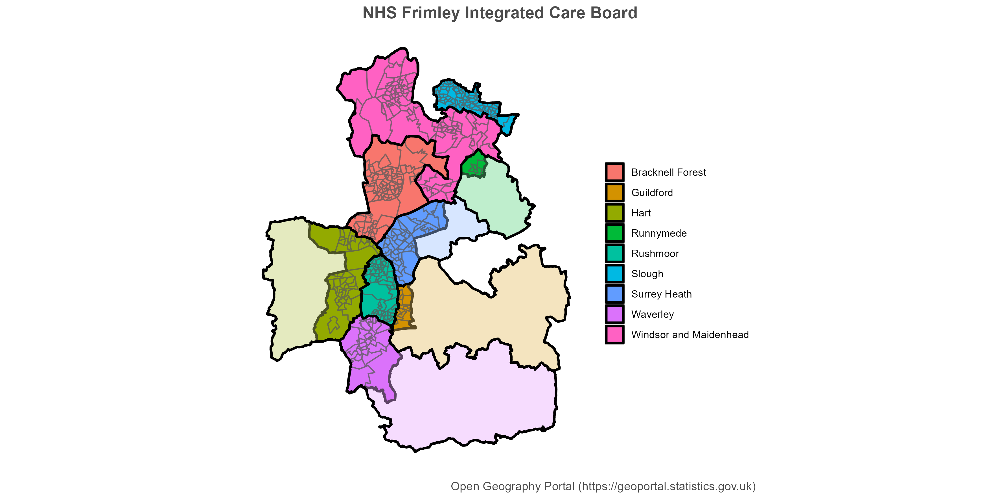 NHS Frimley Integrated Care Board
Bracknell Forest
Guildford
Hart
Runnymede
Rushmoor
Slough
Surrey Heath
Waverley
Windsor and Maidenhead
Open Geography Portal (https://geoportal.statistics.gov.uk)